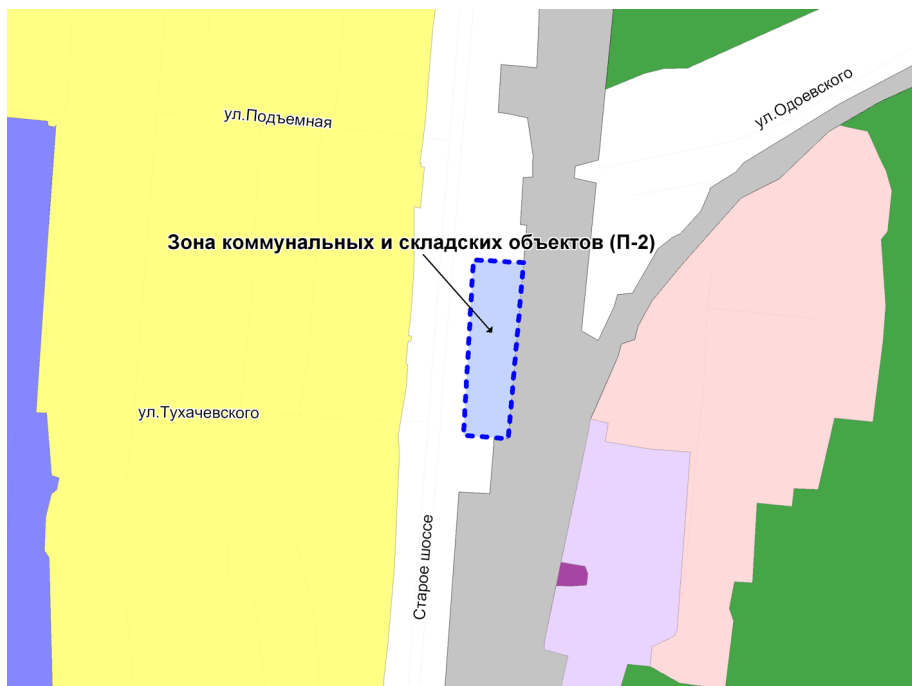 ул.Одоевского
ул.Подъемная
Зона коммунальных и складских объектов (П-2)
ул.Тухачевского
Старое шоссе